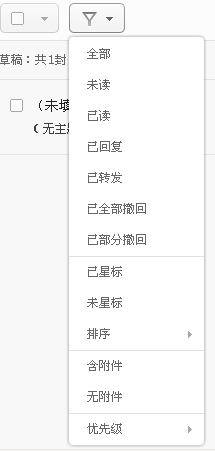 全部
草稿：共1封
未读
（未填
已读
（无主题
已回复
已转发
已全部撤回
已部分撤回
已星标
未星标
排序
含附件
无附件
优先级